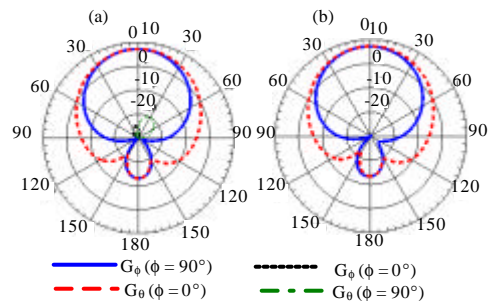 (a) (b)
0 10 0 10
30 30 30 30
0 0
60 -10 60 60 -10 60
-20 -20
90 90 90 90
120 120 120 120
150 150 150 150
180 180
Gϕ (ϕ = 90°) Gϕ (ϕ = 0°)
Gθ (ϕ = 0°) Gθ (ϕ = 90°)